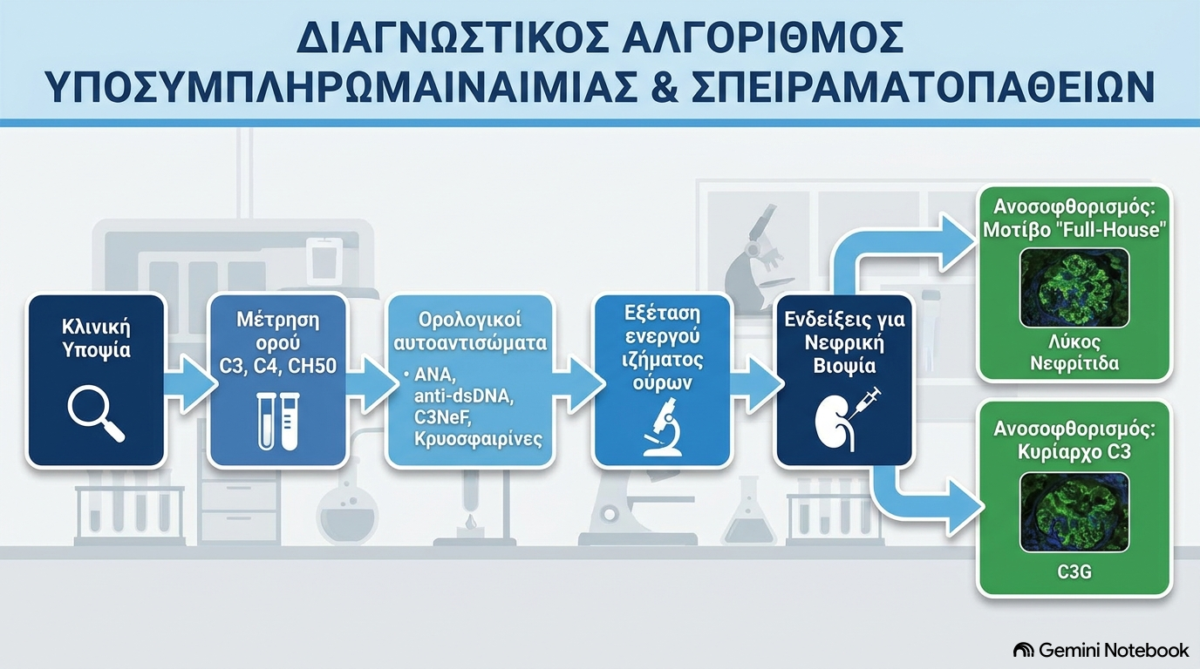 ΔΙΑΓΝΩΣΤΙΚΟΣ ΑΛΓΟΡΙΘΜΟΣ
ΥΠΟΣΥΜΠΛΗΡΩΜΑΙΝΑΙΜΙΑΣ & ΣΠΕΙΡΑΜΑΤΟΠΑΘΕΙΩΝ
Κλινική
Υποψία
Μέτρηση
ορού
C3, C4, CH50
Ορολογικοί
αυτοαντισώματα
• ANA,
anti-dsDNA,
C3NeF,
Κρυοσφαιρίνες
Εξέταση
ενεργού
ιζήματος
ούρων
Ενδείξεις για
Νεφρική
Βιοψία
Ανοσοφθορισμός:
Μοτίβο "Full-House"
Λύκος
Νεφρίτιδα
Ανοσοφθορισμός:
Κυρίαρχο C3
C3G
Gemini Notebook